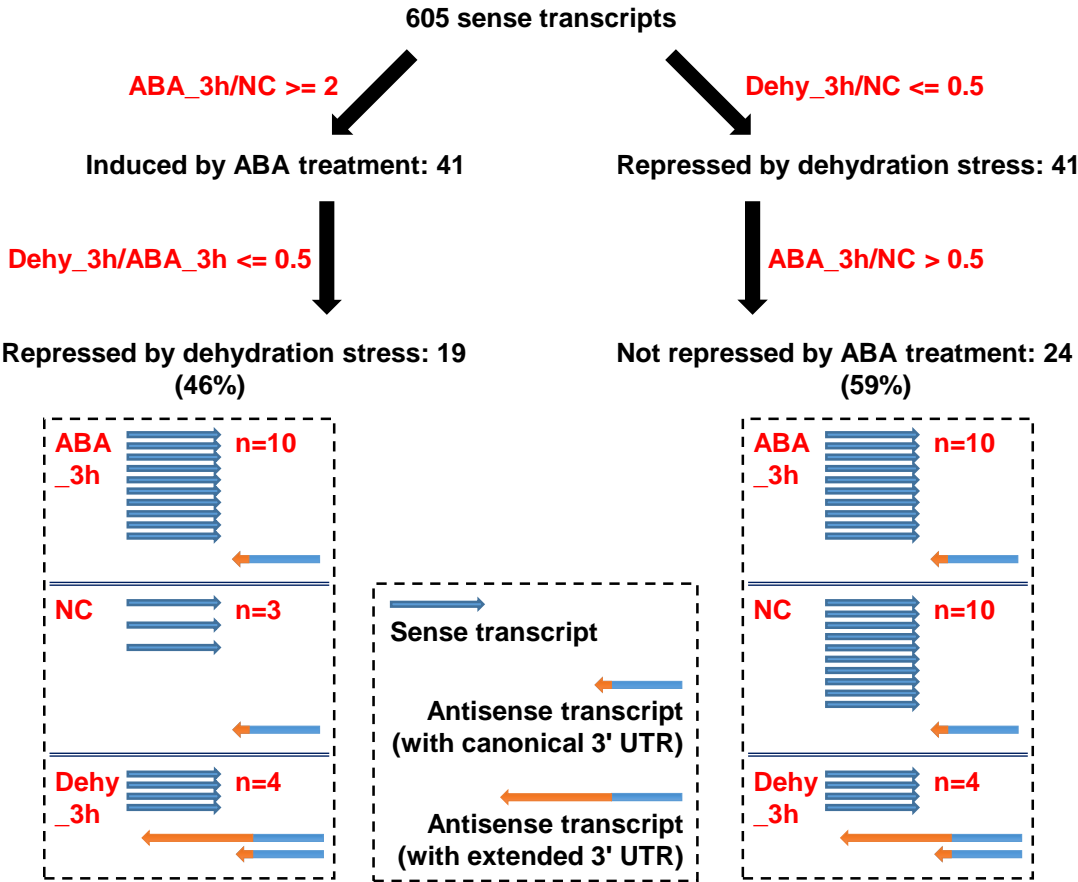 605 sense transcripts
ABA_3h/NC >= 2
Dehy_3h/NC <= 0.5
Induced by ABA treatment: 41
Repressed by dehydration stress: 41
Dehy_3h/ABA_3h <= 0.5
ABA_3h/NC > 0.5
Repressed by dehydration stress: 19
(46%)
Not repressed by ABA treatment: 24
(59%)
ABA
_3h
n=10
NC
n=3
Dehy
_3h
n=4
Sense transcript
Antisense transcript
(with canonical 3' UTR)
Antisense transcript
(with extended 3' UTR)
ABA
_3h
n=10
NC
n=10
Dehy
_3h
n=4